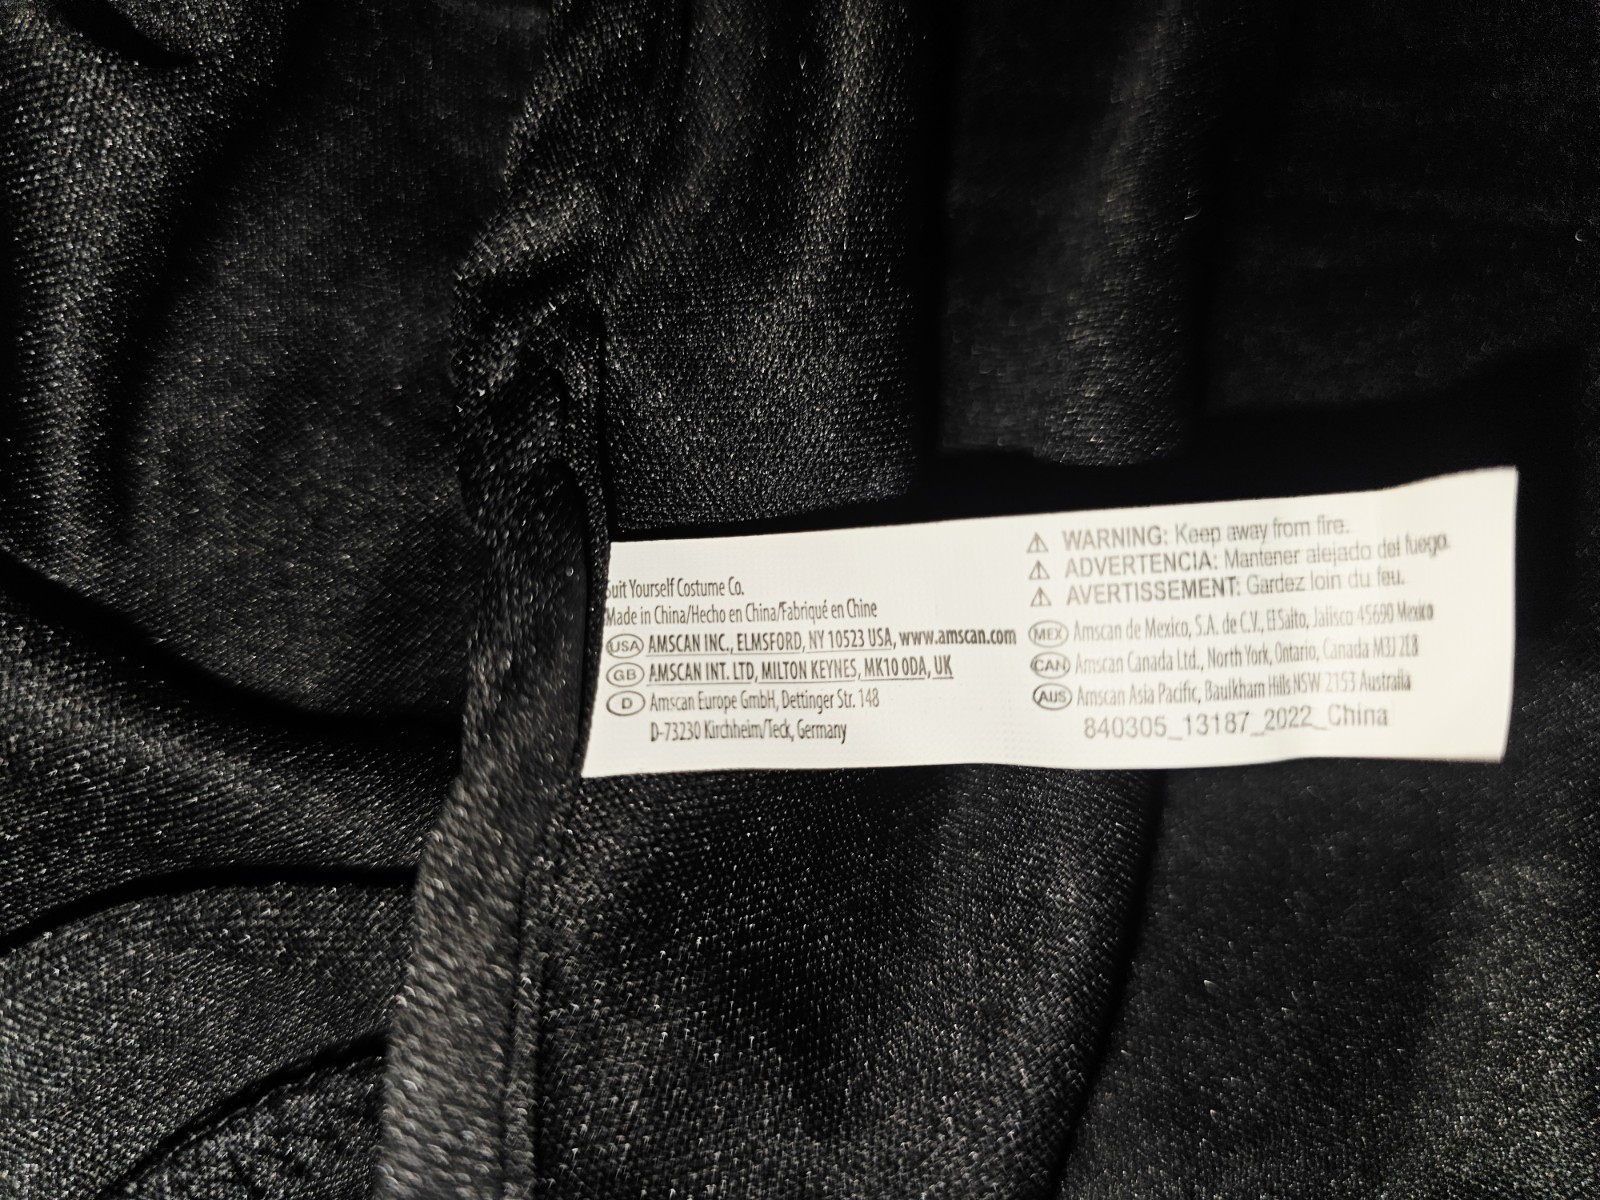 Suit Yourself Costume Co.
Made in China/Hecho en China/Fabriqué en Chine
USA AMSCAN INC., ELMSFORD, NY 10523 USA, www.amscan.com
GB AMSCAN INT. LTD, MILTON KEYNES, MK10 0DA, UK
D Amscan Europe GmbH, Dettinger Str. 148
D-73230 Kirchheim/Teck, Germany
⚠ WARNING: Keep away from fire.
⚠ ADVERTENCIA: Mantener alejado del fuego.
⚠ AVERTISSEMENT: Gardez loin du feu.
MEX Amscan de Mexico, S.A. de C.V., El Salto, Jalisco 45690 Mexico
CAN Amscan Canada Ltd., North York, Ontario, Canada M3J 2E8
AUS Amscan Asia Pacific, Baulkham Hills NSW 2153 Australia
840305_13187_2022_China